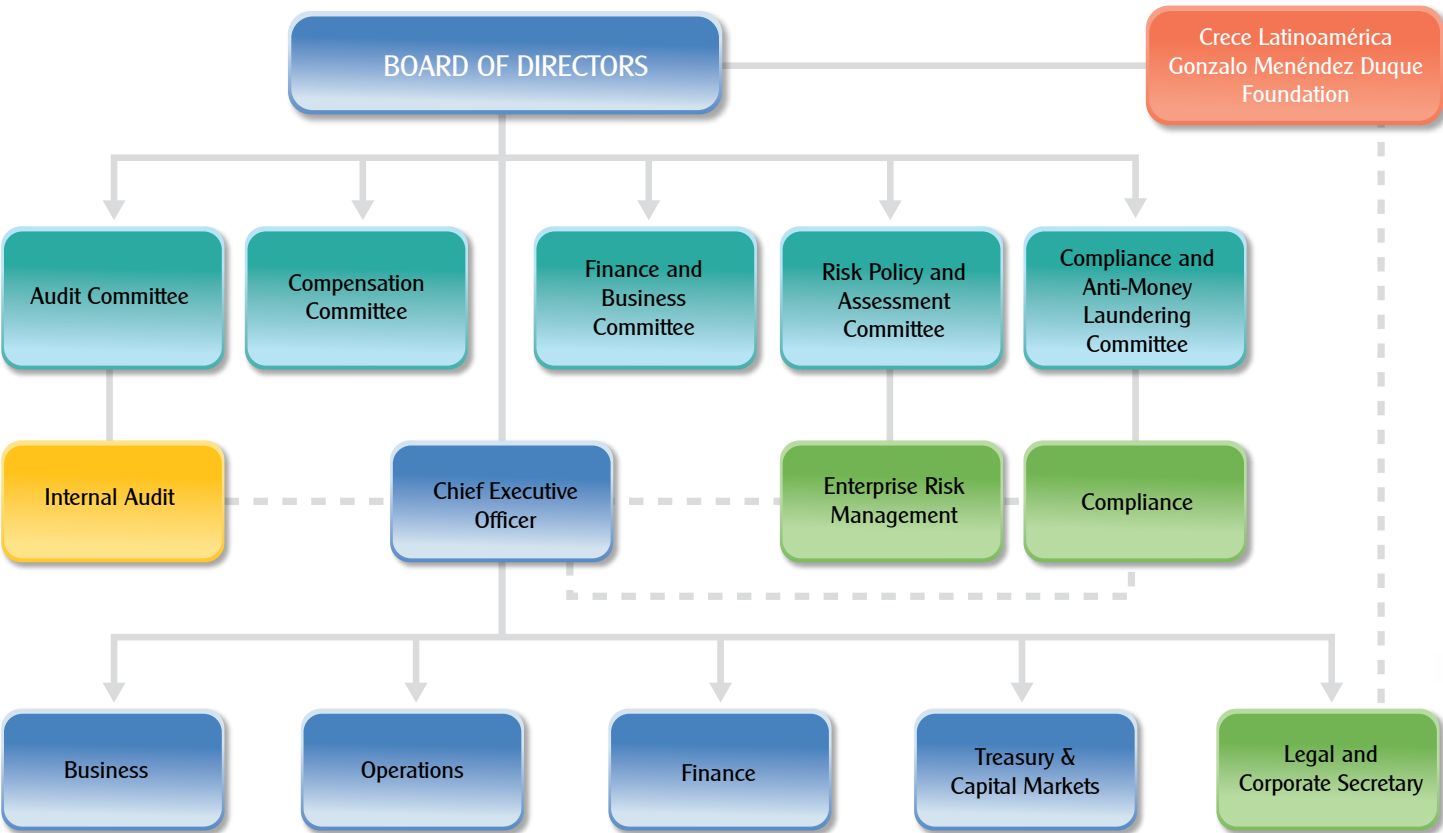 BOARD OF DIRECTORS
Crece Latinoamérica
Gonzalo Menéndez Duque
Foundation
Audit Committee
Compensation
Committee
Finance and
Business
Committee
Risk Policy and
Assessment
Committee
Compliance and
Anti-Money
Laundering
Committee
Internal Audit
Chief Executive
Officer
Enterprise Risk
Management
Compliance
Business
Operations
Finance
Treasury &
Capital Markets
Legal and
Corporate Secretary